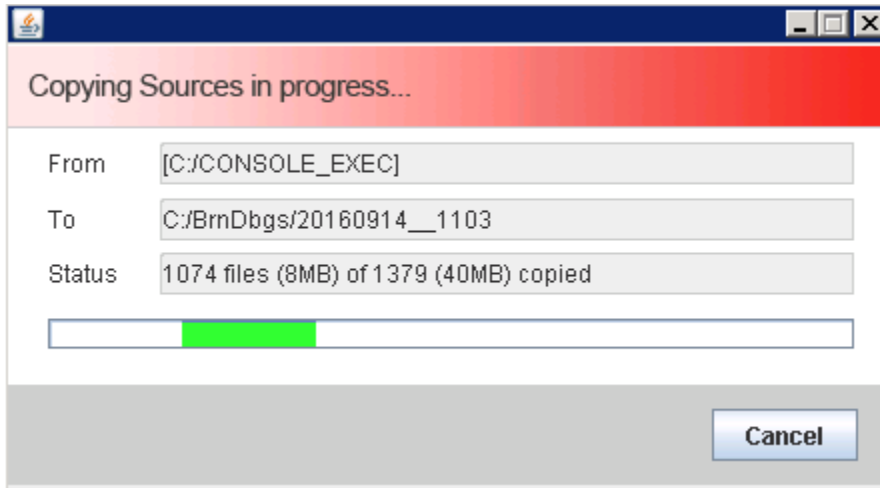 Copying Sources in progress...
From [C:/CONSOLE_EXEC]
To C:/BrnDbgs/20160914__1103
Status 1074 files (8MB) of 1379 (40MB) copied
Cancel